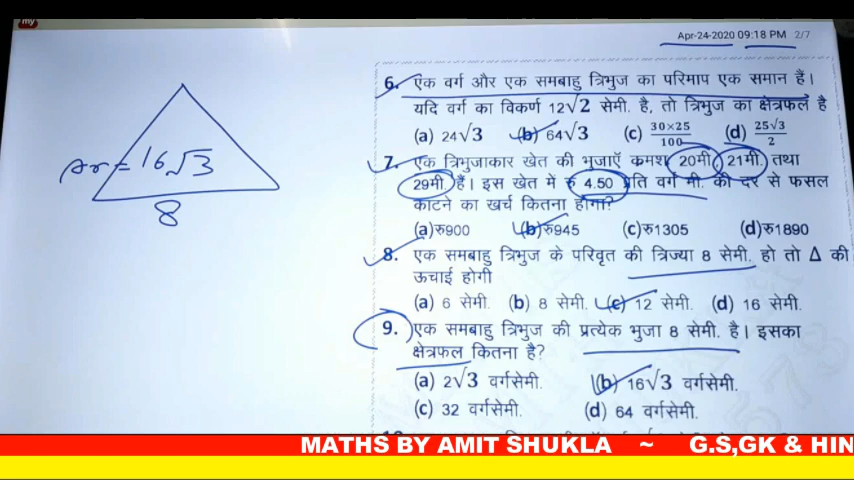 my
Apr-24-2020 09:18 PM 2/7
6. एक वर्ग और एक समबाहु त्रिभुज का परिमाप एक समान हैं।
यदि वर्ग का विकर्ण 12√2 सेमी. है, तो त्रिभुज का क्षेत्रफल है
(a) 24√3 (b) 64√3 (c) 30×25/100 (d) 25√3/2
7. एक त्रिभुजाकार खेत की भुजाएँ क्रमश 20मी, 21मी. तथा
29मी हैं। इस खेत में रु 4.50 प्रति वर्ग मी. की दर से फसल
काटने का खर्च कितना होगा?
(a)रु900 (b)रु945 (c)रु1305 (d)रु1890
8. एक समबाहु त्रिभुज के परिवृत की त्रिज्या 8 सेमी. हो तो Δ की
ऊचाई होगी
(a) 6 सेमी. (b) 8 सेमी. (c) 12 सेमी. (d) 16 सेमी.
9. एक समबाहु त्रिभुज की प्रत्येक भुजा 8 सेमी. है। इसका
क्षेत्रफल कितना है?
(a) 2√3 वर्गसेमी. (b) 16√3 वर्गसेमी.
(c) 32 वर्गसेमी. (d) 64 वर्गसेमी.
Ar = 16√3
8
MATHS BY AMIT SHUKLA ~ G.S,GK & HIN